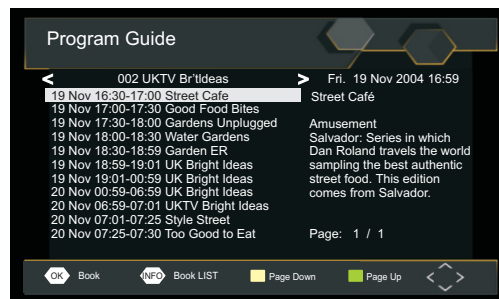 Program Guide
< 002 UKTV Br'tIdeas > Fri. 19 Nov 2004 16:59
19 Nov 16:30-17:00 Street Cafe
19 Nov 17:00-17:30 Good Food Bites
19 Nov 17:30-18:00 Gardens Unplugged
19 Nov 18:00-18:30 Water Gardens
19 Nov 18:30-18:59 Garden ER
19 Nov 18:59-19:01 UK Bright Ideas
19 Nov 19:01-00:59 UK Bright Ideas
20 Nov 00:59-06:59 UK Bright Ideas
20 Nov 06:59-07:01 UKTV Bright Ideas
20 Nov 07:01-07:25 Style Street
20 Nov 07:25-07:30 Too Good to Eat
Street Café
Amusement
Salvador: Series in which
Dan Roland travels the world
sampling the best authentic
street food. This edition
comes from Salvador.
Page: 1 / 1
OK Book INFO Book LIST Page Down Page Up